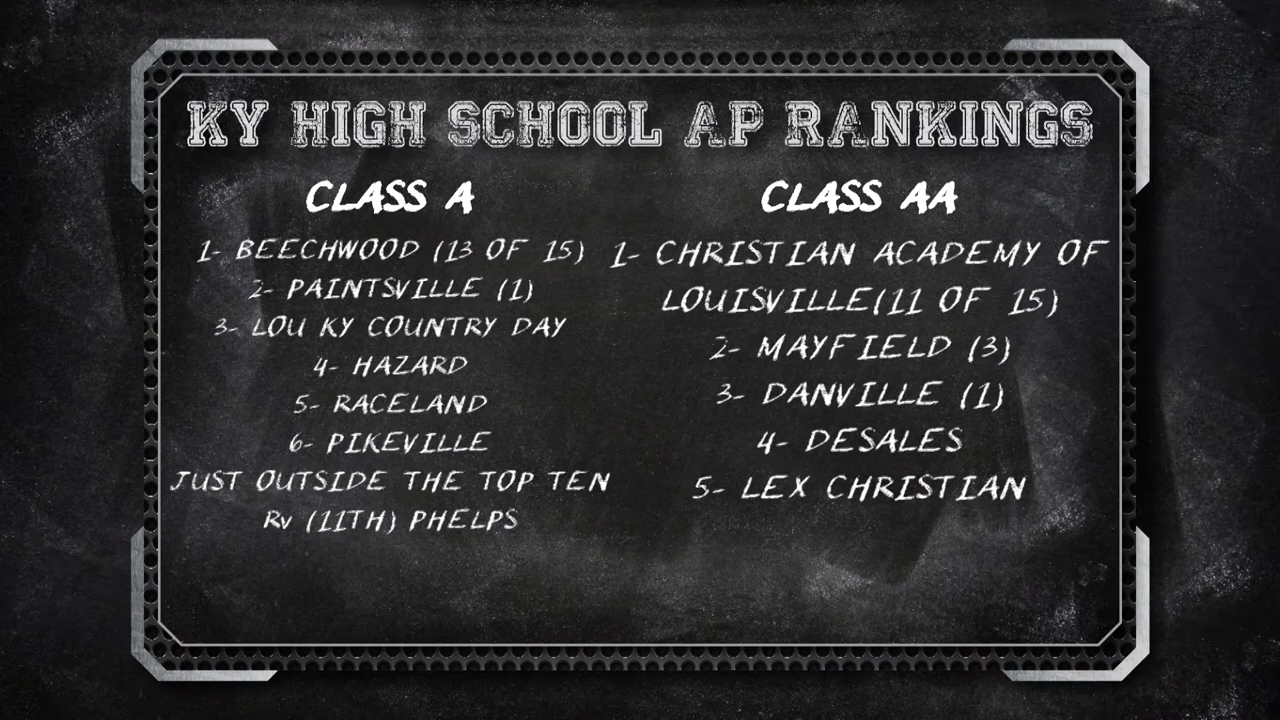 KY HIGH SCHOOL AP RANKINGS
CLASS A
1- BEECHWOOD (13 OF 15)
2- PAINTSVILLE (1)
3- LOU KY COUNTRY DAY
4- HAZARD
5- RACELAND
6- PIKEVILLE
JUST OUTSIDE THE TOP TEN
Rv (11TH) PHELPS
CLASS AA
1- CHRISTIAN ACADEMY OF
LOUISVILLE(11 OF 15)
2- MAYFIELD (3)
3- DANVILLE (1)
4- DESALES
5- LEX CHRISTIAN